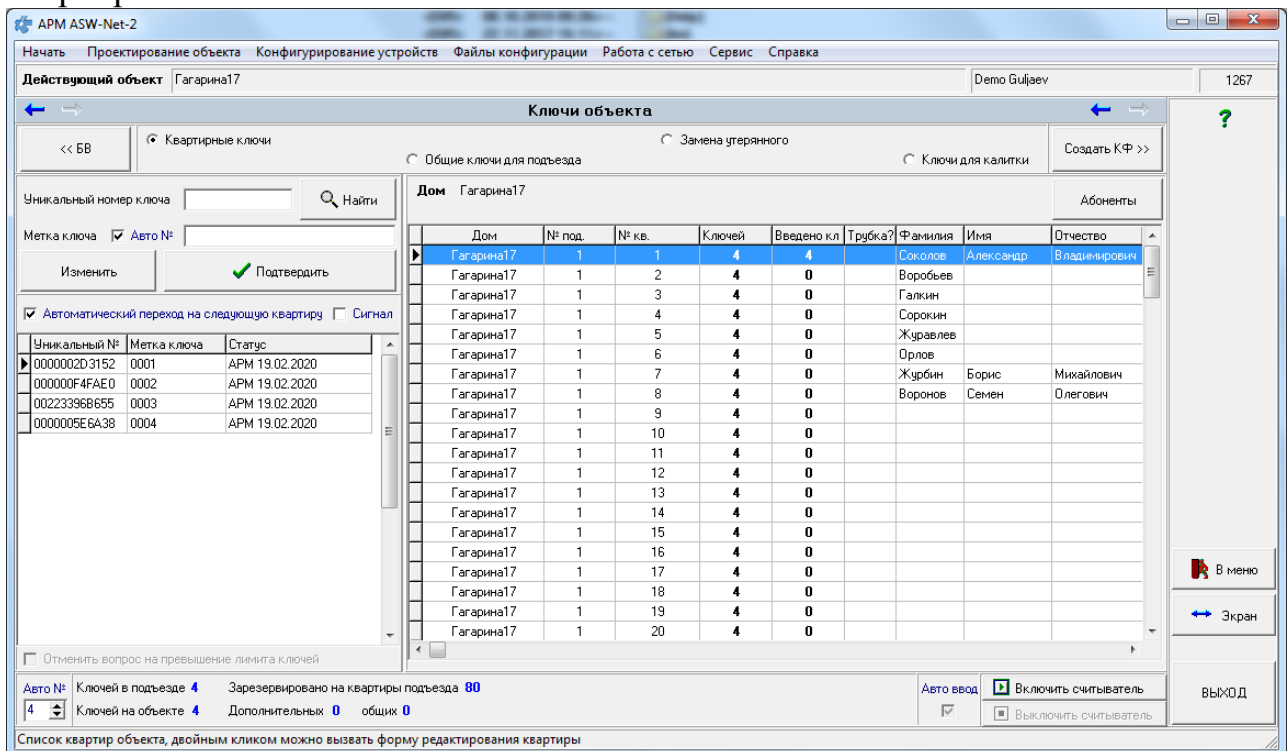 АРМ ASW-Net-2
Начать Проектирование объекта Конфигурирование устройств Файлы конфигурации Работа с сетью Сервис Справка
Действующий объект Гагарина17 Demo Guljaev 1267
Ключи объекта
?
<< БВ Квартирные ключи Замена утерянного Создать КФ >>
Общие ключи для подъезда Ключи для калитки
Уникальный номер ключа Найти
Дом Гагарина17 Абоненты
Метка ключа Авто №
Изменить Подтвердить
Автоматический переход на следующую квартиру Сигнал
Уникальный № Метка ключа Статус
0000002D3152 0001 АРМ 19.02.2020
000000F4FAE0 0002 АРМ 19.02.2020
00223396B655 0003 АРМ 19.02.2020
0000005E6A38 0004 АРМ 19.02.2020
Отменить вопрос на превышение лимита ключей
Дом № под. № кв. Ключей Введено кл Трубка? Фамилия Имя Отчество
Гагарина17 1 1 4 4 Соколов Александр Владимирович
Гагарина17 1 2 4 0 Воробьев
Гагарина17 1 3 4 0 Галкин
Гагарина17 1 4 4 0 Сорокин
Гагарина17 1 5 4 0 Журавлев
Гагарина17 1 6 4 0 Орлов
Гагарина17 1 7 4 0 Журбин Борис Михайлович
Гагарина17 1 8 4 0 Воронов Семен Олегович
Гагарина17 1 9 4 0
Гагарина17 1 10 4 0
Гагарина17 1 11 4 0
Гагарина17 1 12 4 0
Гагарина17 1 13 4 0
Гагарина17 1 14 4 0
Гагарина17 1 15 4 0
Гагарина17 1 16 4 0
Гагарина17 1 17 4 0
Гагарина17 1 18 4 0
Гагарина17 1 19 4 0
Гагарина17 1 20 4 0
В меню
Экран
ВЫХОД
Авто № Ключей в подъезде 4 Зарезервировано на квартиры подъезда 80 Авто ввод Включить считыватель
4 Ключей на объекте 4 Дополнительных 0 общих 0 Выключить считыватель
Список квартир объекта, двойным кликом можно вызвать форму редактирования квартиры